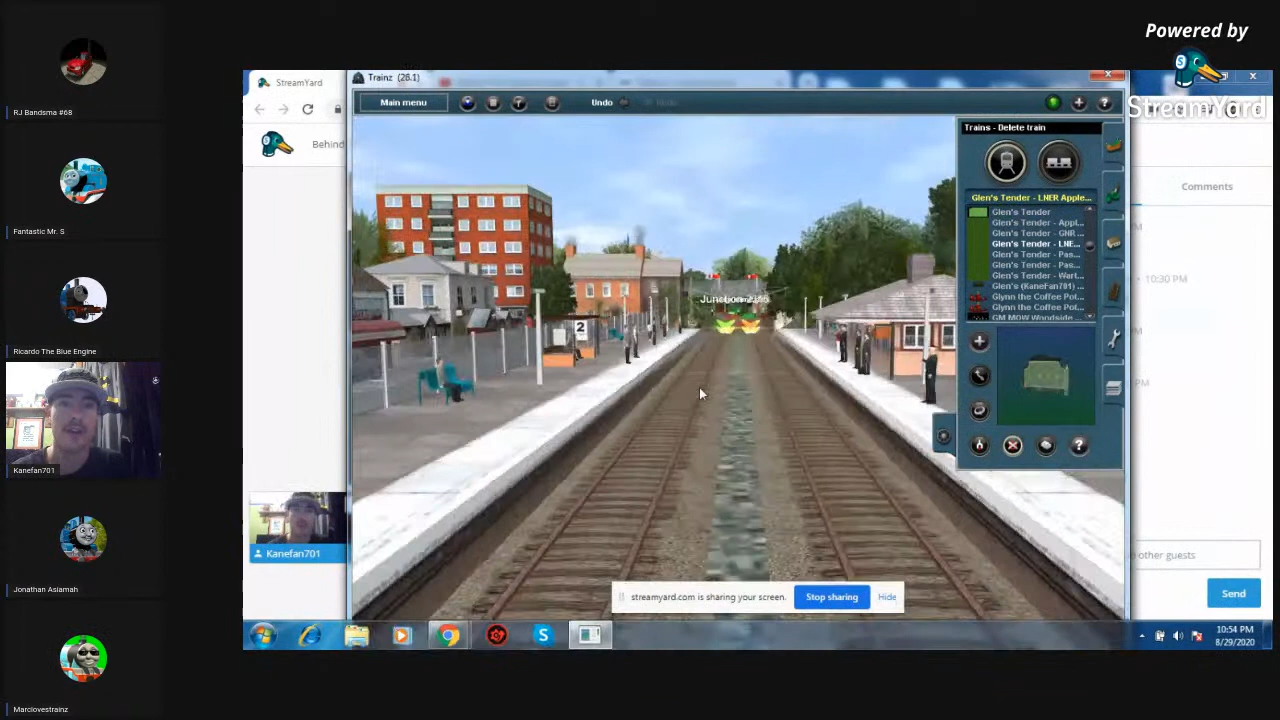 Powered by
StreamYard
RJ Bandsma #68
Fantastic Mr. S
Ricardo The Blue Engine
Kanefan701
Jonathan Asiamah
Marclovestrainz
StreamYard
Behind
Kanefan701
Trainz (28.1)
Main menu
Undo
Trains - Delete train
Glen's Tender - LNER Apple...
Glen's Tender
Glen's Tender - Appl...
Glen's Tender - GNR ...
Glen's Tender - LNE...
Glen's Tender - Pas...
Glen's Tender - Pas...
Glen's Tender - Wart...
Glen's (KaneFan701) ...
Glynn the Coffee Pot...
Glynn the Coffee Pot...
GM MOW Woodside ...
2
streamyard.com is sharing your screen.
Stop sharing
Hide
Comments
10:30 PM
other guests
Send
10:54 PM
8/29/2020